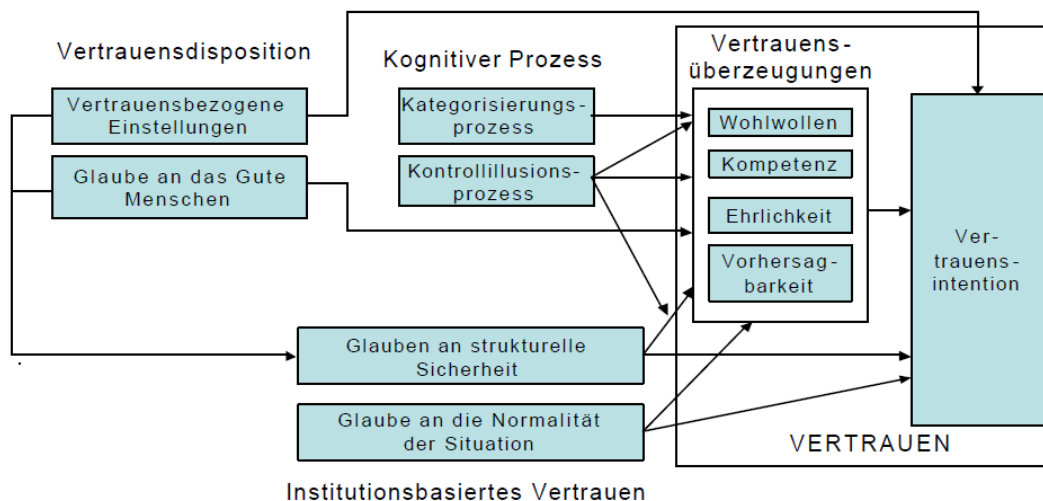 Vertrauensdisposition
Vertrauensbezogene
Einstellungen
Glaube an das Gute
Menschen
Kognitiver Prozess
Kategorisierungs-
prozess
Kontrollillusions-
prozess
Vertrauens-
überzeugungen
Wohlwollen
Kompetenz
Ehrlichkeit
Vorhersag-
barkeit
Ver-
trauens-
intention
Glauben an strukturelle
Sicherheit
Glaube an die Normalität
der Situation
VERTRAUEN
Institutionsbasiertes Vertrauen